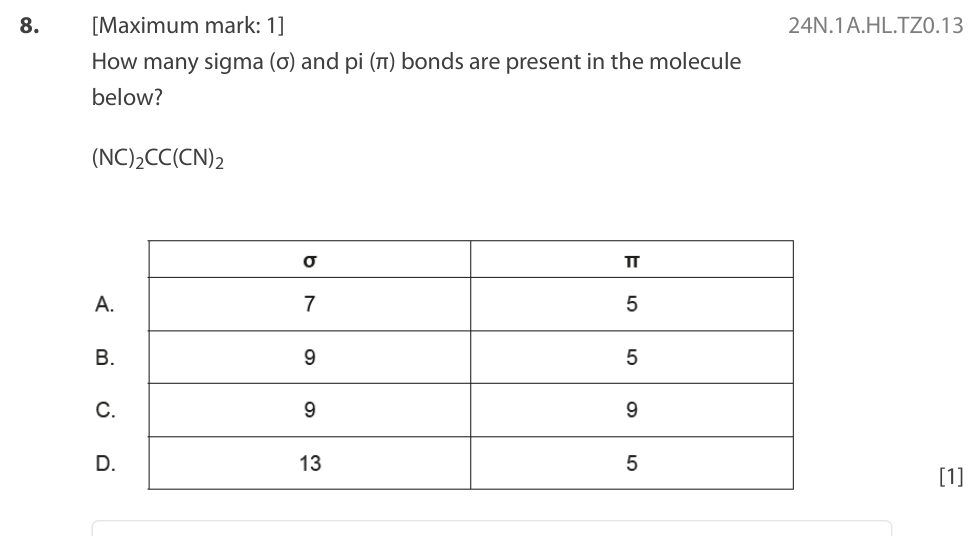 8. [Maximum mark: 1] 24N.1A.HL.TZ0.13
How many sigma (σ) and pi (π) bonds are present in the molecule
below?
(NC)₂CC(CN)₂
σ π
A. 7 5
B. 9 5
C. 9 9
D. 13 5
[1]